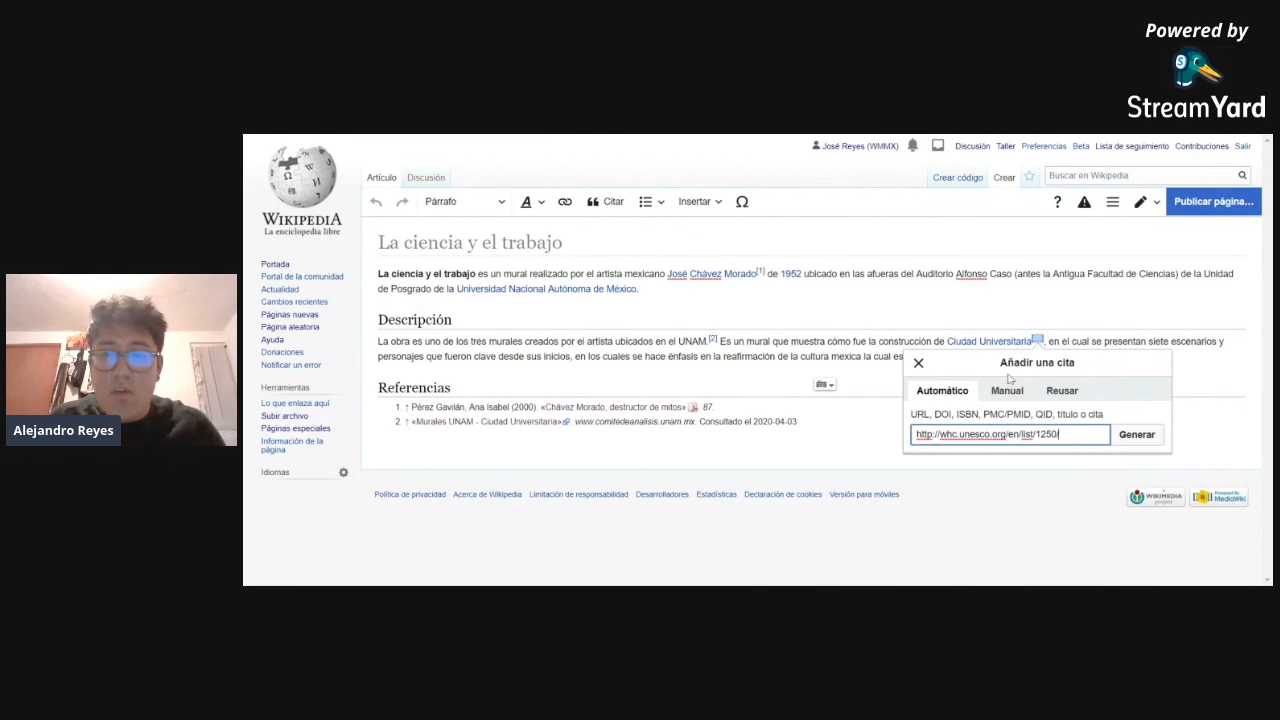 Powered by
StreamYard
José Reyes (WMMX) Discusión Taller Preferencias Beta Lista de seguimiento Contribuciones Salir
Artículo Discusión Crear código Crear Buscar en Wikipedia
WIKIPEDIA
La enciclopedia libre
Párrafo A Citar Insertar Ω ? Publicar página...
La ciencia y el trabajo
La ciencia y el trabajo es un mural realizado por el artista mexicano José Chávez Morado[1] de 1952 ubicado en las afueras del Auditorio Alfonso Caso (antes la Antigua Facultad de Ciencias) de la Unidad
de Posgrado de la Universidad Nacional Autónoma de México.
Descripción
La obra es uno de los tres murales creados por el artista ubicados en el UNAM.[2] Es un mural que muestra cómo fue la construcción de Ciudad Universitaria, en el cual se presentan siete escenarios y
personajes que fueron clave desde sus inicios, en los cuales se hace énfasis en la reafirmación de la cultura mexica la cual es
Referencias
1. ↑ Pérez Gavilán, Ana Isabel (2000). «Chávez Morado, destructor de mitos» 87.
2. ↑ «Murales UNAM - Ciudad Universitaria». www.comitedeanalisis.unam.mx. Consultado el 2020-04-03.
Añadir una cita
Automático Manual Reusar
URL, DOI, ISBN, PMC/PMID, QID, título o cita
http://whc.unesco.org/en/list/1250/ Generar
Portada
Portal de la comunidad
Actualidad
Cambios recientes
Páginas nuevas
Página aleatoria
Ayuda
Donaciones
Notificar un error
Herramientas
Lo que enlaza aquí
Subir archivo
Páginas especiales
Información de la
página
Idiomas
Política de privacidad Acerca de Wikipedia Limitación de responsabilidad Desarrolladores Estadísticas Declaración de cookies Versión para móviles
WIKIMEDIA
project
Powered By
MediaWiki
Alejandro Reyes